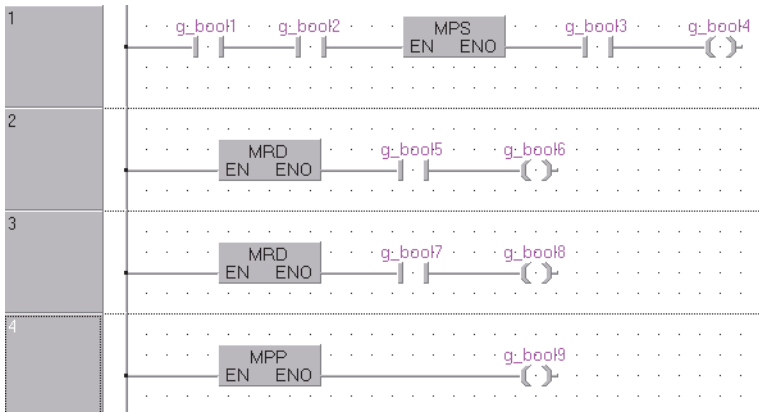 1
g_bool1 g_bool2 MPS g_bool3 g_bool4
EN ENO
2
MRD g_bool5 g_bool6
EN ENO
3
MRD g_bool7 g_bool8
EN ENO
4
MPP g_bool9
EN ENO